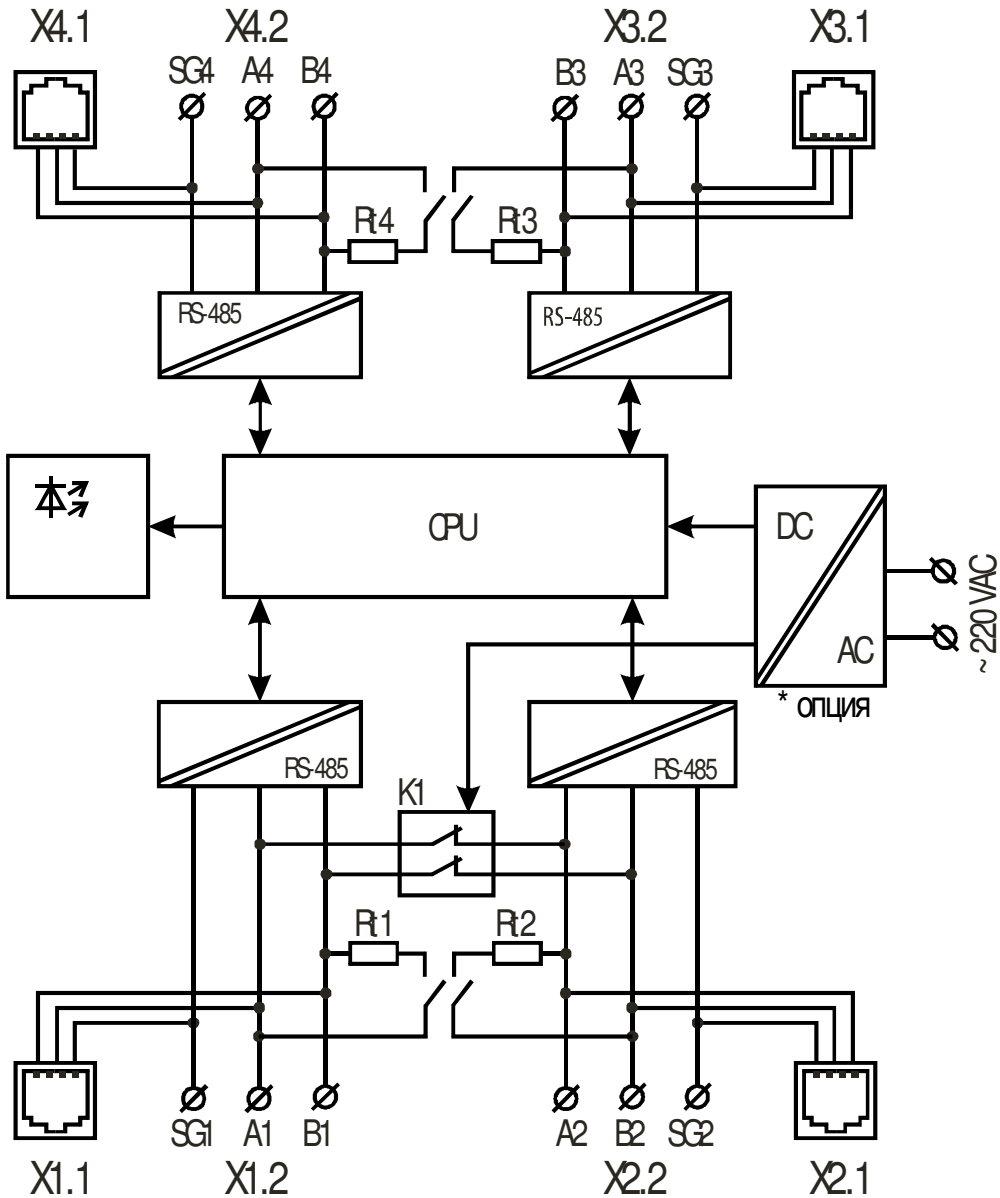 X4.1 X4.2 X3.2 X3.1
SG4 A4 B4 B3 A3 SG3
Rt4 Rt3
RS-485 RS-485
CPU
DC
AC
~220 VAC
* опция
RS-485 RS-485
K1
Rt1 Rt2
SG1 A1 B1 A2 B2 SG2
X1.1 X1.2 X2.2 X2.1